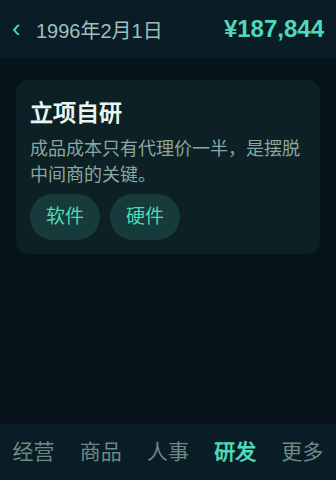 ‹ 1996年2月1日 ¥187,844
立项自研
成品成本只有代理价一半，是摆脱
中间商的关键。
软件 硬件
经营 商品 人事 研发 更多